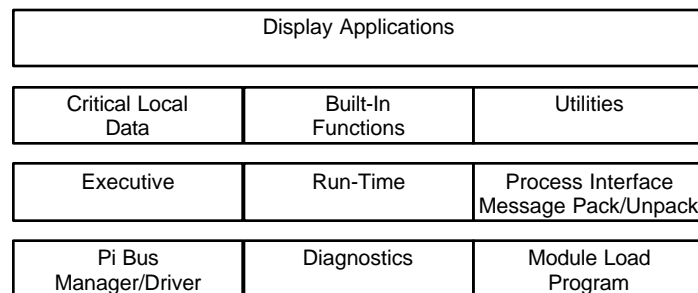 Display Applications
Critical Local
Data
Built-In
Functions
Utilities
Executive
Run-Time
Process Interface
Message Pack/Unpack
Pi Bus
Manager/Driver
Diagnostics
Module Load
Program